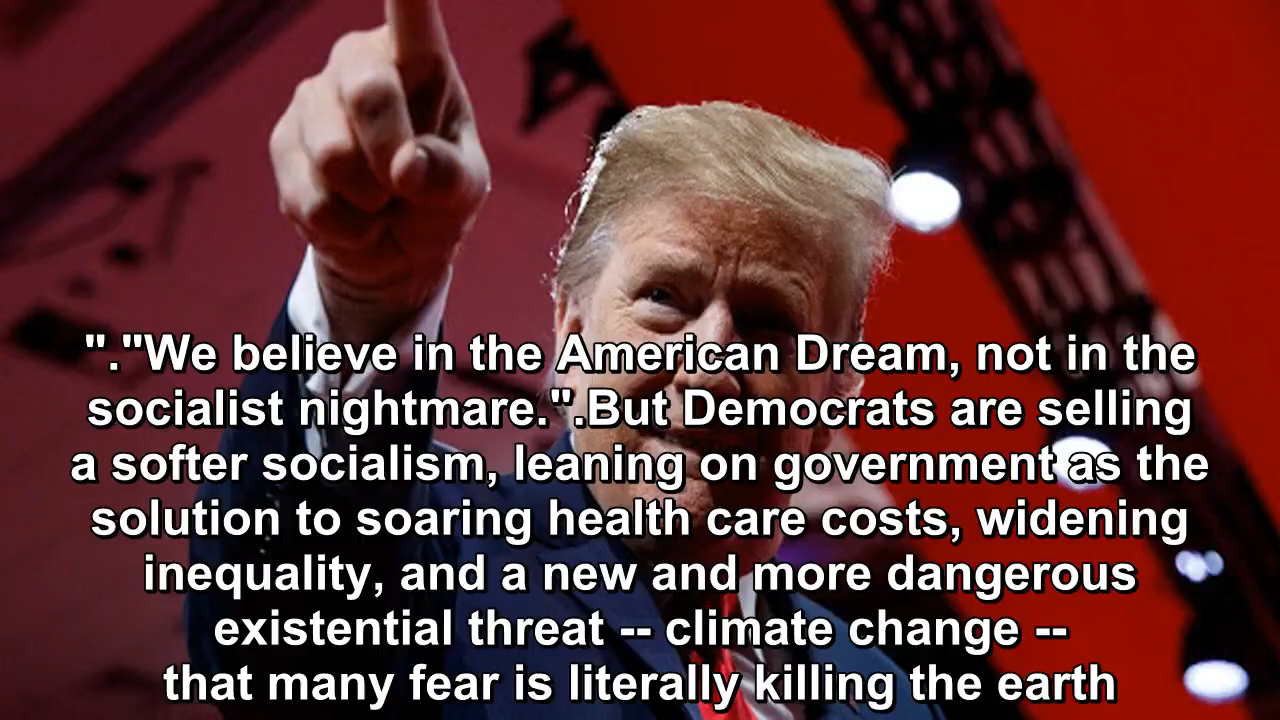 "."We believe in the American Dream, not in the
socialist nightmare.".But Democrats are selling
a softer socialism, leaning on government as the
solution to soaring health care costs, widening
inequality, and a new and more dangerous
existential threat -- climate change --
that many fear is literally killing the earth